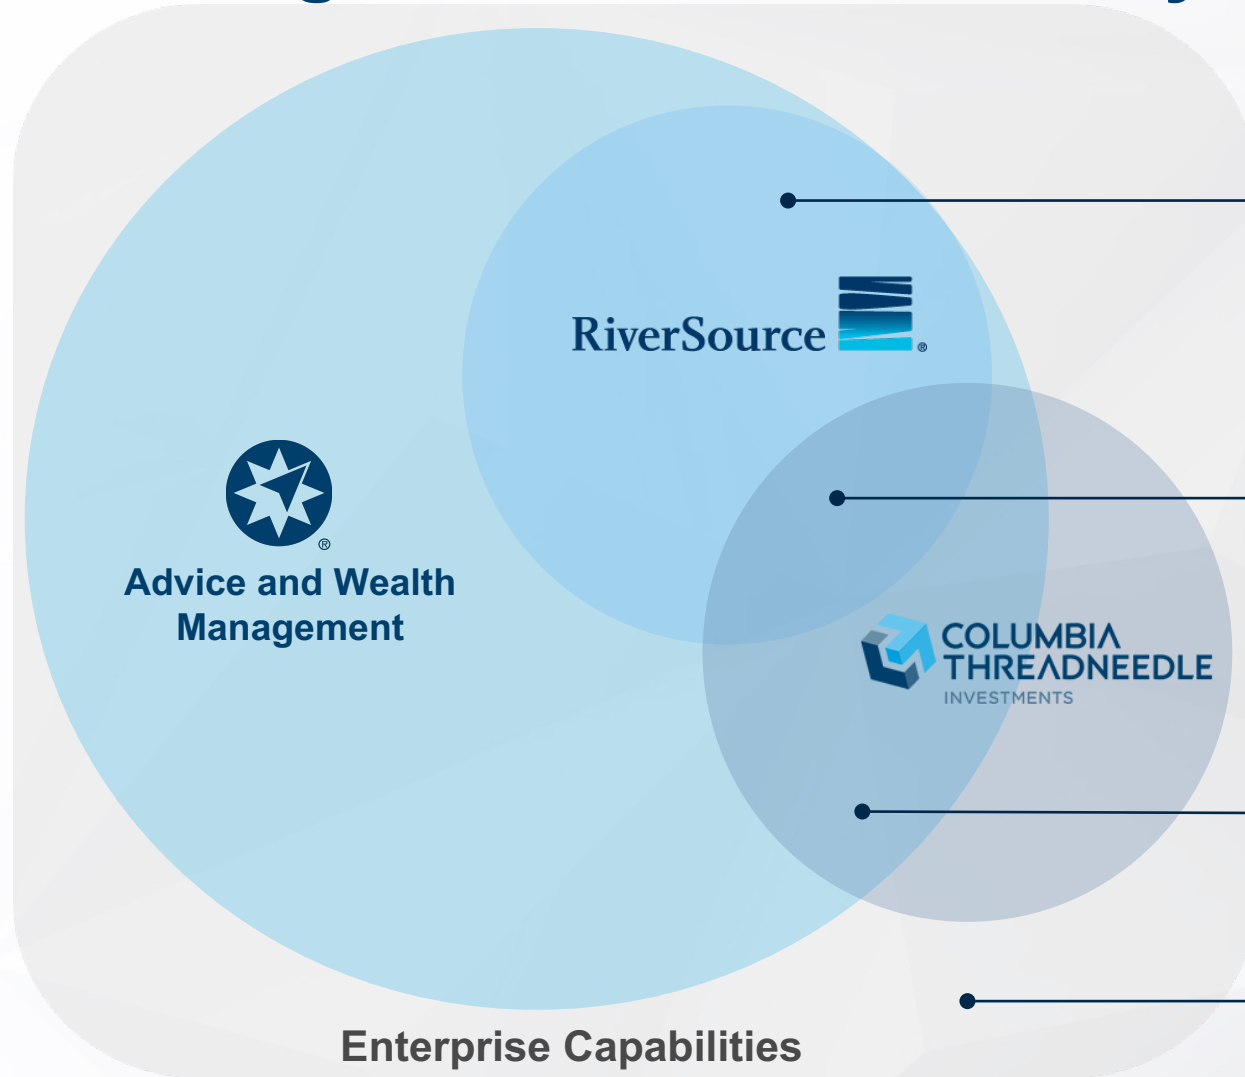 RiverSource
®
®
Advice and Wealth
Management
COLUMBIA
THREADNEEDLE
INVESTMENTS
Enterprise Capabilities